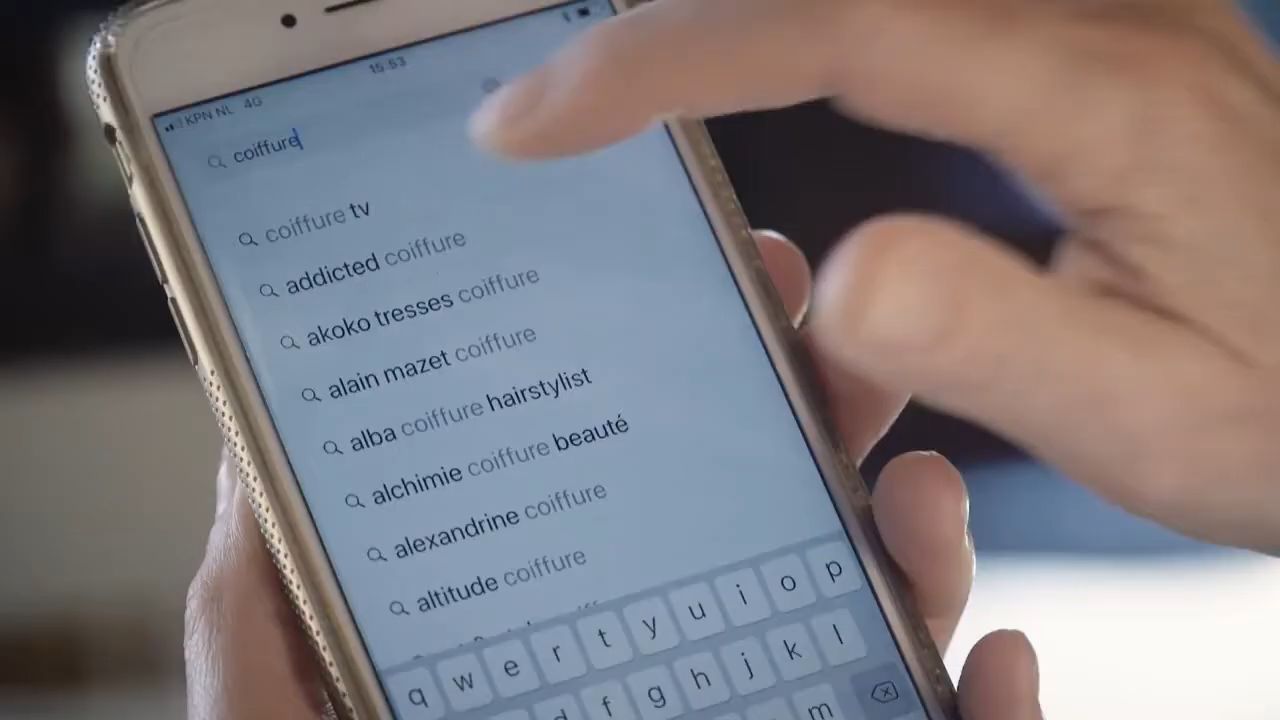 15:53
KPN NL 4G
coiffure
coiffure tv
addicted coiffure
akoko tresses coiffure
alain mazet coiffure
alba coiffure hairstylist
alchimie coiffure beauté
alexandrine coiffure
altitude coiffure
q w e r t y u i o p
d f g h j k l
m